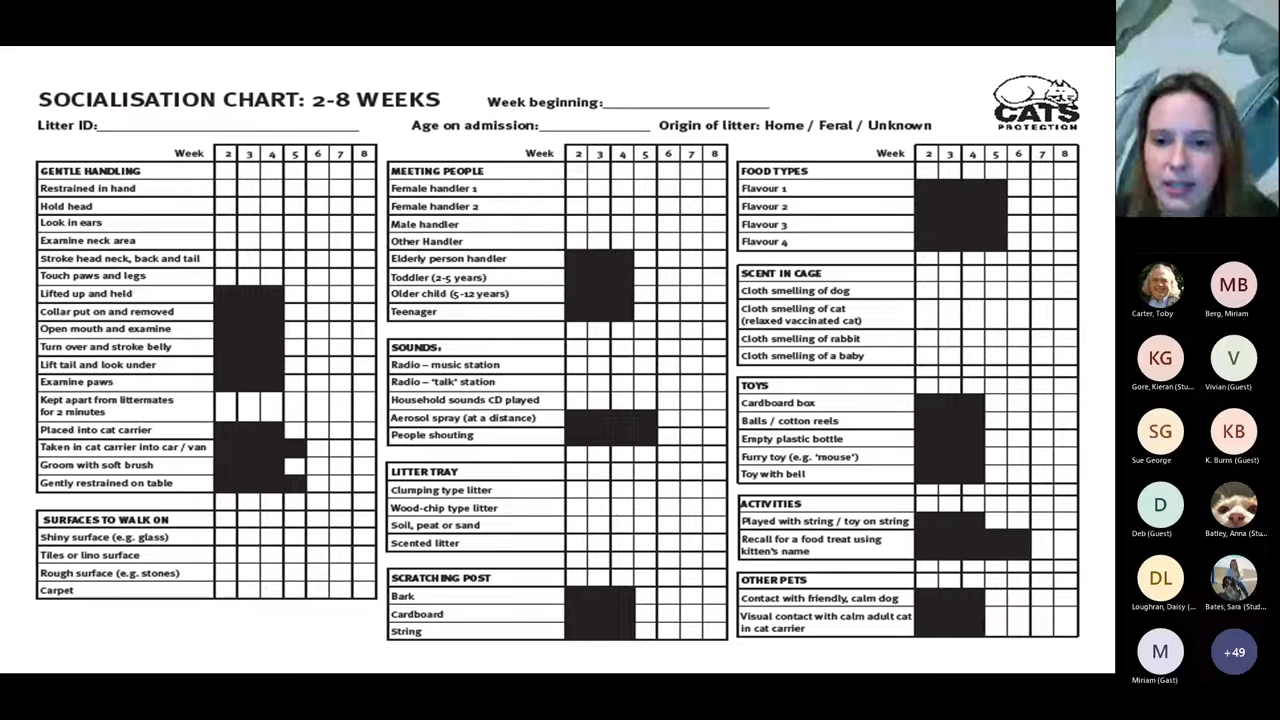 SOCIALISATION CHART: 2-8 WEEKS
Week beginning:
CATS
PROTECTION
Litter ID:
Age on admission:
Origin of litter: Home / Feral / Unknown
Week 2 3 4 5 6 7 8
GENTLE HANDLING
Restrained in hand
Hold head
Look in ears
Examine neck area
Stroke head neck, back and tail
Touch paws and legs
Lifted up and held
Collar put on and removed
Open mouth and examine
Turn over and stroke belly
Lift tail and look under
Examine paws
Kept apart from littermates
for 2 minutes
Placed into cat carrier
Taken in cat carrier into car / van
Groom with soft brush
Gently restrained on table
SURFACES TO WALK ON
Shiny surface (e.g. glass)
Tiles or lino surface
Rough surface (e.g. stones)
Carpet
Week 2 3 4 5 6 7 8
MEETING PEOPLE
Female handler 1
Female handler 2
Male handler
Other Handler
Elderly person handler
Toddler (2-5 years)
Older child (5-12 years)
Teenager
SOUNDS:
Radio – music station
Radio – 'talk' station
Household sounds CD played
Aerosol spray (at a distance)
People shouting
LITTER TRAY
Clumping type litter
Wood-chip type litter
Soil, peat or sand
Scented litter
SCRATCHING POST
Bark
Cardboard
String
Week 2 3 4 5 6 7 8
FOOD TYPES
Flavour 1
Flavour 2
Flavour 3
Flavour 4
SCENT IN CAGE
Cloth smelling of dog
Cloth smelling of cat
(relaxed vaccinated cat)
Cloth smelling of rabbit
Cloth smelling of a baby
TOYS
Cardboard box
Balls / cotton reels
Empty plastic bottle
Furry toy (e.g. 'mouse')
Toy with bell
ACTIVITIES
Played with string / toy on string
Recall for a food treat using
kitten's name
OTHER PETS
Contact with friendly, calm dog
Visual contact with calm adult cat
in cat carrier
Carter, Toby
MB
Berg, Miriam
KG
Gore, Kieran (Stu...
V
Vivian (Guest)
SG
Sue George
KB
K. Burns (Guest)
D
Deb (Guest)
Batley, Anna (Stu...
DL
Loughran, Daisy (...
Bates, Sara (Stud...
M
Miriam (Gast)
+49